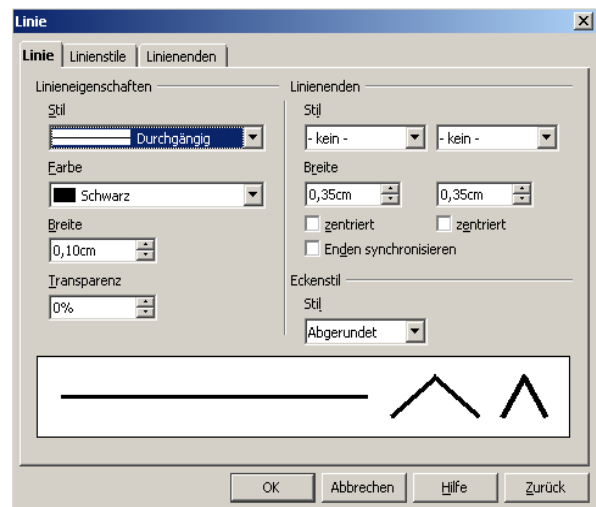 Linie
Linie Linienstile Linienenden
Linieneigenschaften
Stil
Durchgängig
Farbe
Schwarz
Breite
0,10cm
Transparenz
0%
Linienenden
Stil
- kein - - kein -
Breite
0,35cm 0,35cm
zentriert zentriert
Enden synchronisieren
Eckenstil
Stil
Abgerundet
OK Abbrechen Hilfe Zurück